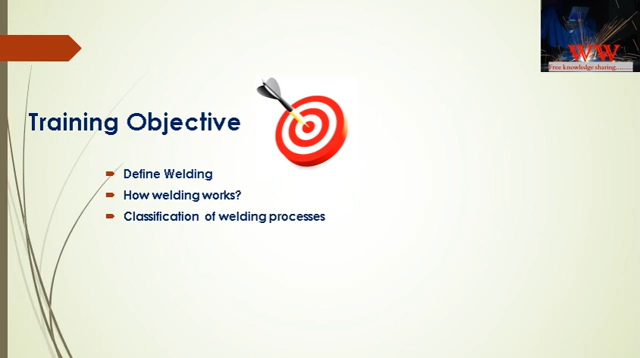 WW
Free knowledge sharing........
Training Objective
Define Welding
How welding works?
Classification of welding processes